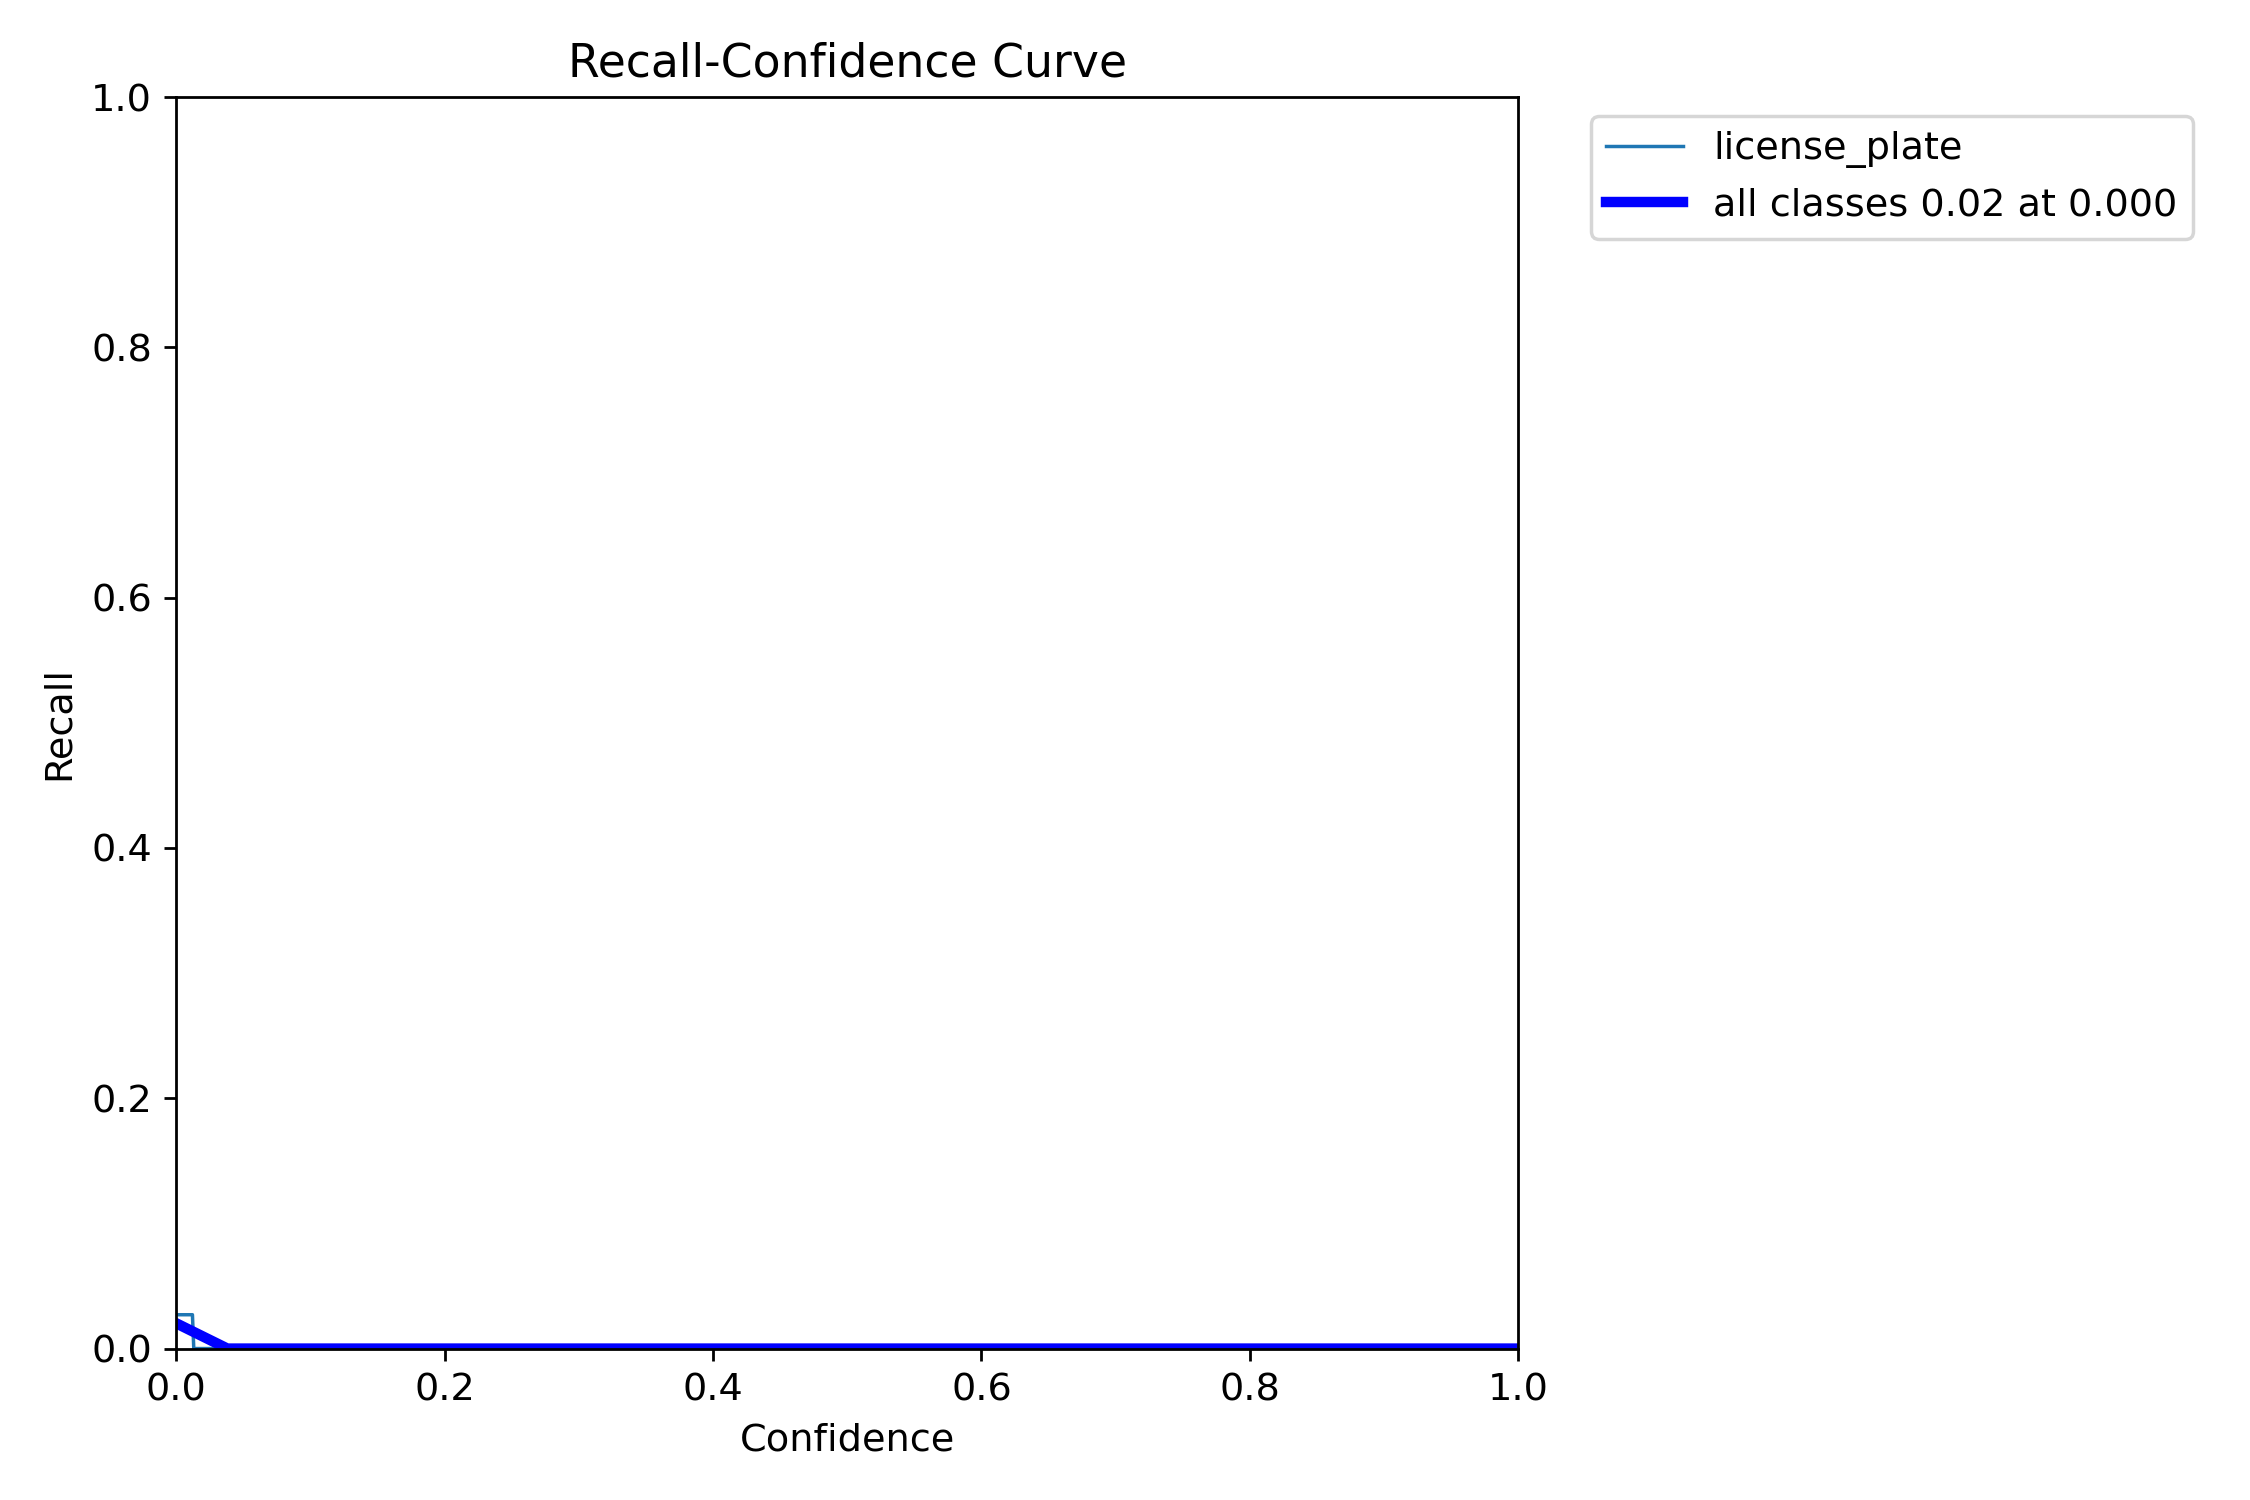 Recall-Confidence Curve
1.0
0.8
0.6
0.4
0.2
0.0
Recall
0.0 0.2 0.4 0.6 0.8 1.0
Confidence
license_plate
all classes 0.02 at 0.000